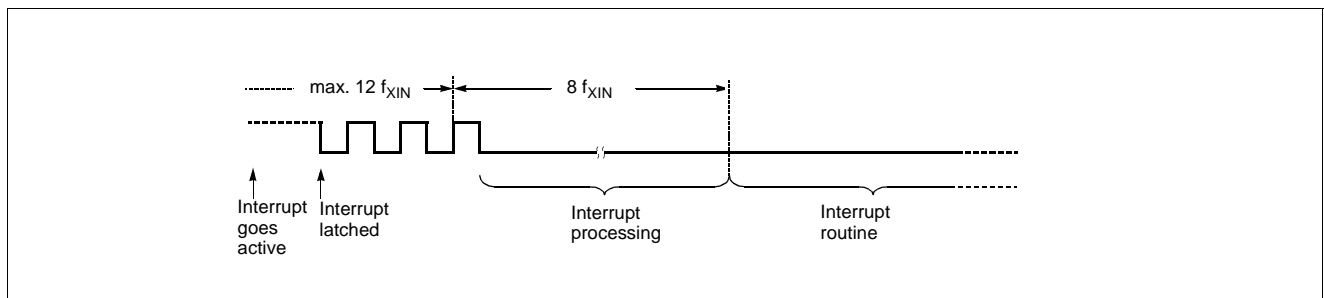 max. 12 fXIN
8 fXIN
Interrupt
goes
active
Interrupt
latched
Interrupt
processing
Interrupt
routine